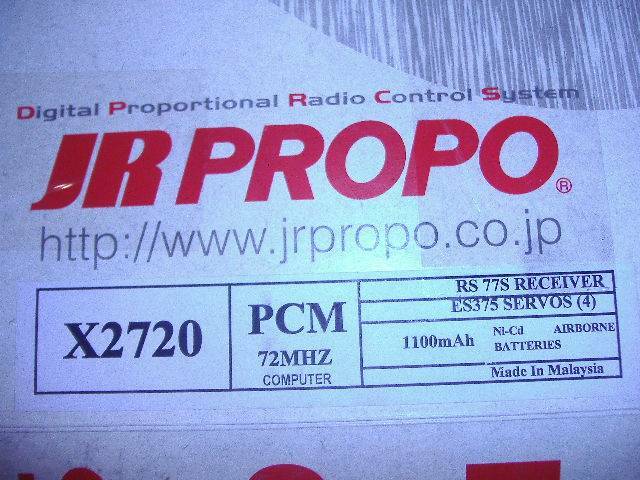 Digital Proportional Radio Control System
JR PROPO®
http://www.jrpropo.co.jp
X2720
PCM
72MHZ
COMPUTER
RS 77S RECEIVER
ES375 SERVOS (4)
1100mAh Ni-Cd AIRBORNE
BATTERIES
Made In Malaysia